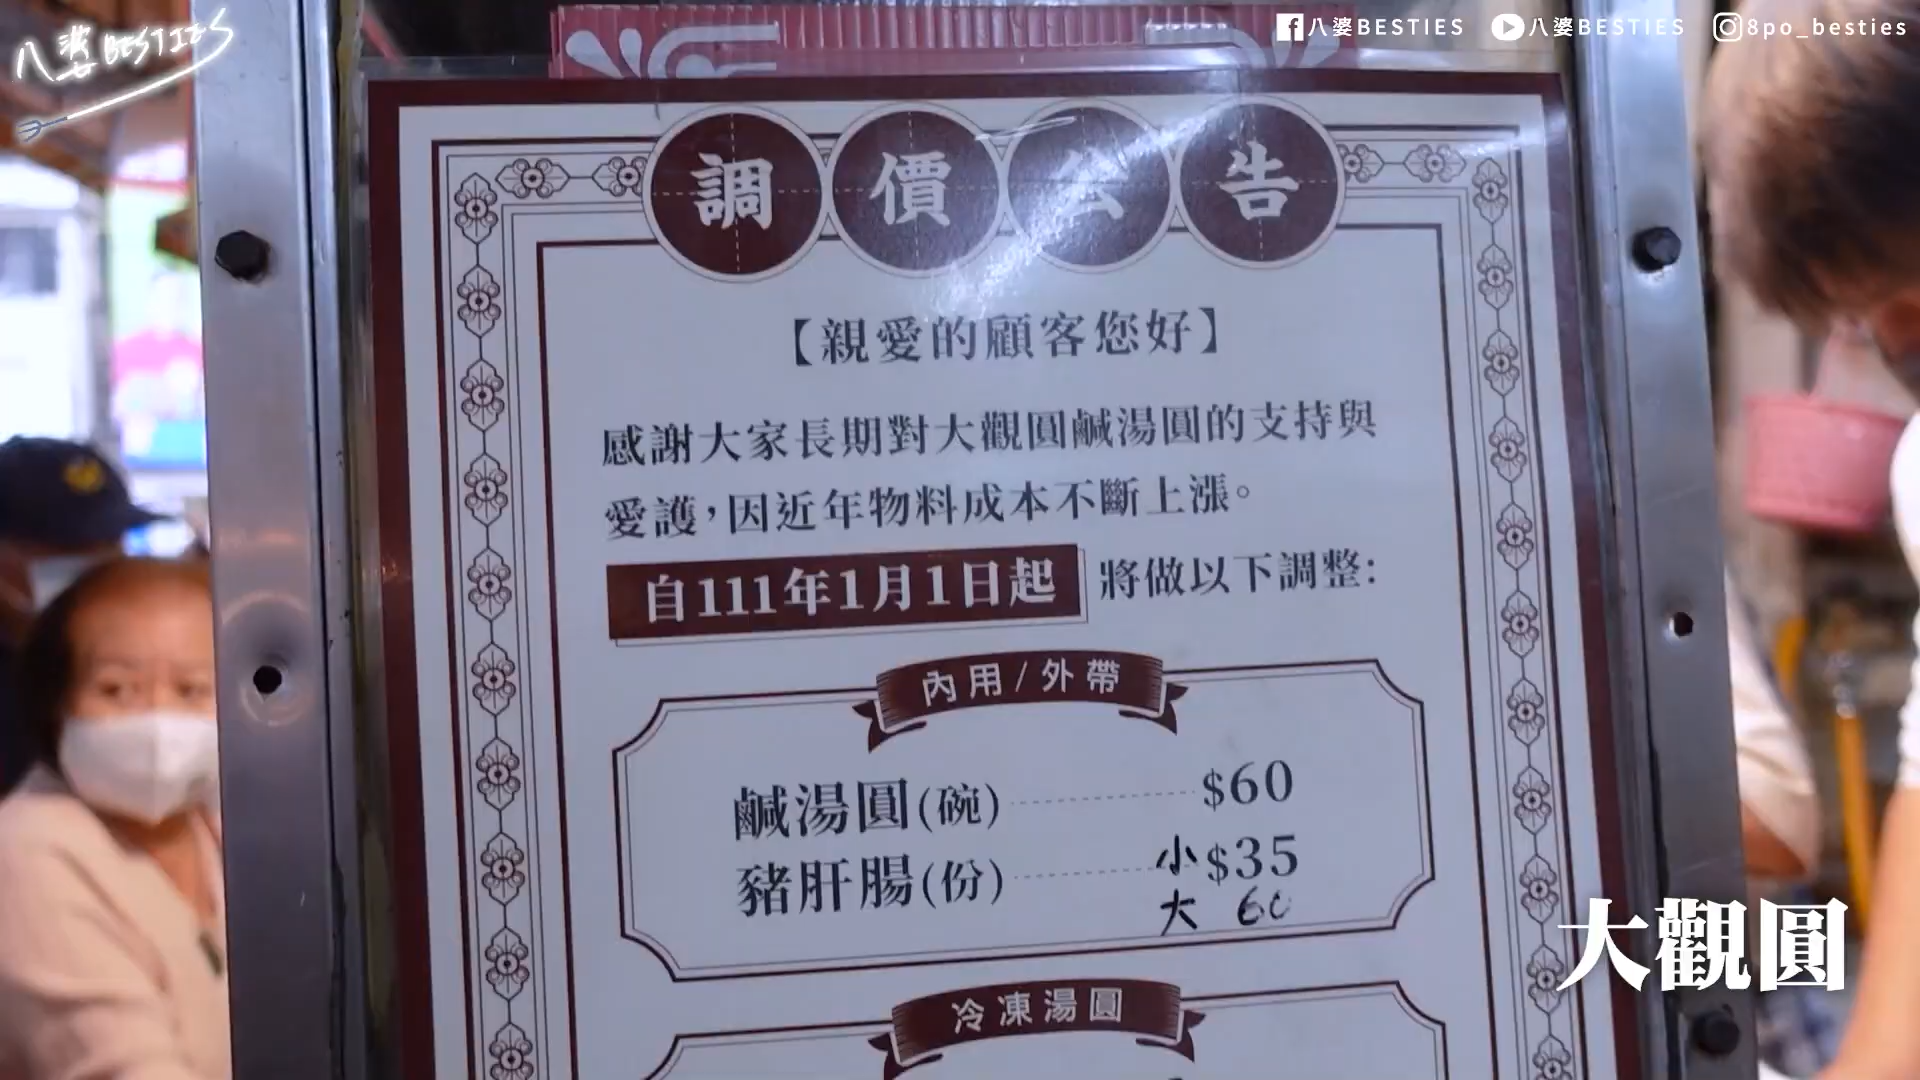 八婆BESTIES
八婆BESTIES
八婆BESTIES
8po_besties
調價公告
【親愛的顧客您好】
感謝大家長期對大觀圓鹹湯圓的支持與
愛護，因近年物料成本不斷上漲。
自111年1月1日起 將做以下調整：
內用/外帶
鹹湯圓(碗) $60
豬肝腸(份) 小$35
大 60
冷凍湯圓
大觀圓